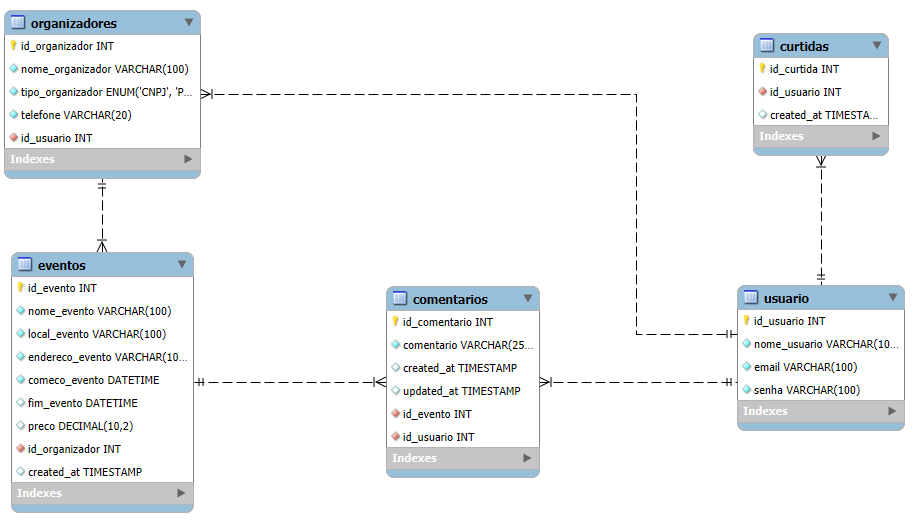 organizadores
id_organizador INT
nome_organizador VARCHAR(100)
tipo_organizador ENUM('CNPJ', 'P...
telefone VARCHAR(20)
id_usuario INT
Indexes
curtidas
id_curtida INT
id_usuario INT
created_at TIMESTA...
Indexes
eventos
id_evento INT
nome_evento VARCHAR(100)
local_evento VARCHAR(100)
endereco_evento VARCHAR(10...
comeco_evento DATETIME
fim_evento DATETIME
preco DECIMAL(10,2)
id_organizador INT
created_at TIMESTAMP
Indexes
comentarios
id_comentario INT
comentario VARCHAR(25...
created_at TIMESTAMP
updated_at TIMESTAMP
id_evento INT
id_usuario INT
Indexes
usuario
id_usuario INT
nome_usuario VARCHAR(10...
email VARCHAR(100)
senha VARCHAR(100)
Indexes